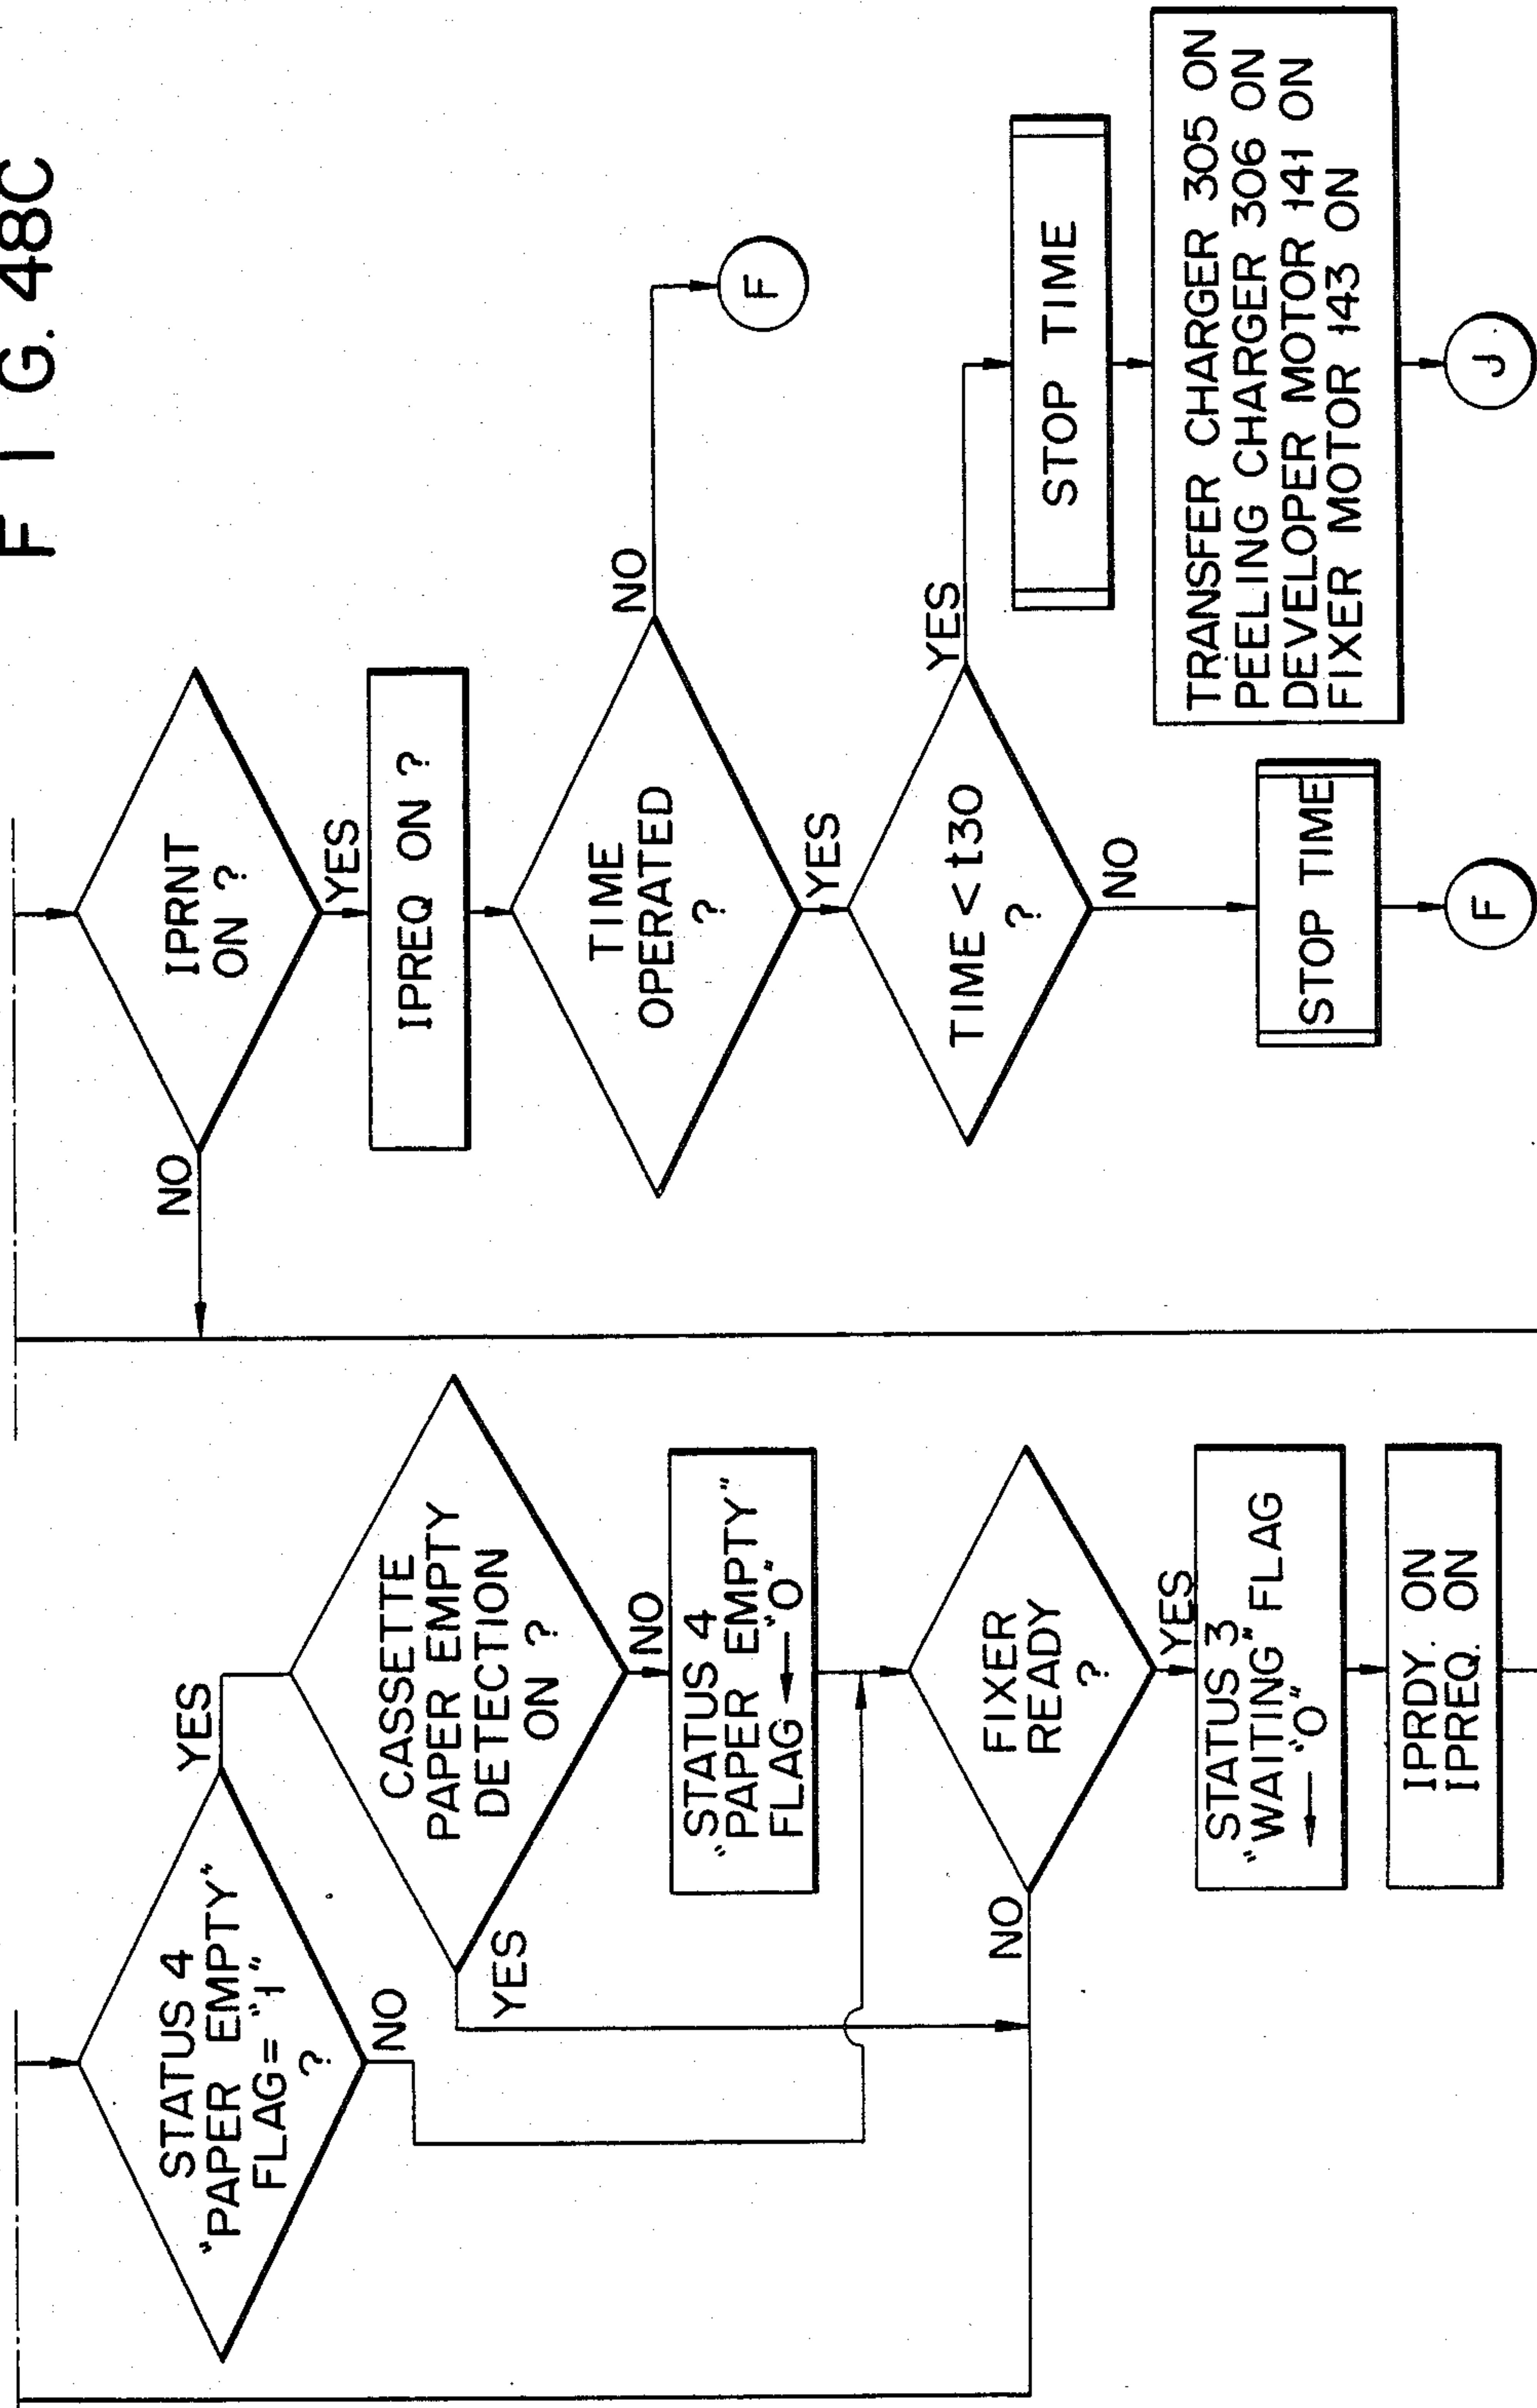 F I G. 48C
STATUS 4
"PAPER EMPTY"
FLAG = "1"
?
YES
NO
CASSETTE
PAPER EMPTY
DETECTION
ON ?
YES
NO
STATUS 4
"PAPER EMPTY"
FLAG ← "0"
FIXER
READY
?
NO
YES
STATUS 3
"WAITING" FLAG
← "0"
IPRDY. ON
IPREQ. ON
IPRNT
ON ?
NO
YES
IPREQ ON ?
TIME
OPERATED
?
NO
F
YES
TIME < t30
?
YES
NO
STOP TIME
F
STOP TIME
TRANSFER CHARGER 305 ON
PEELING CHARGER 306 ON
DEVELOPER MOTOR 141 ON
FIXER MOTOR 143 ON
J